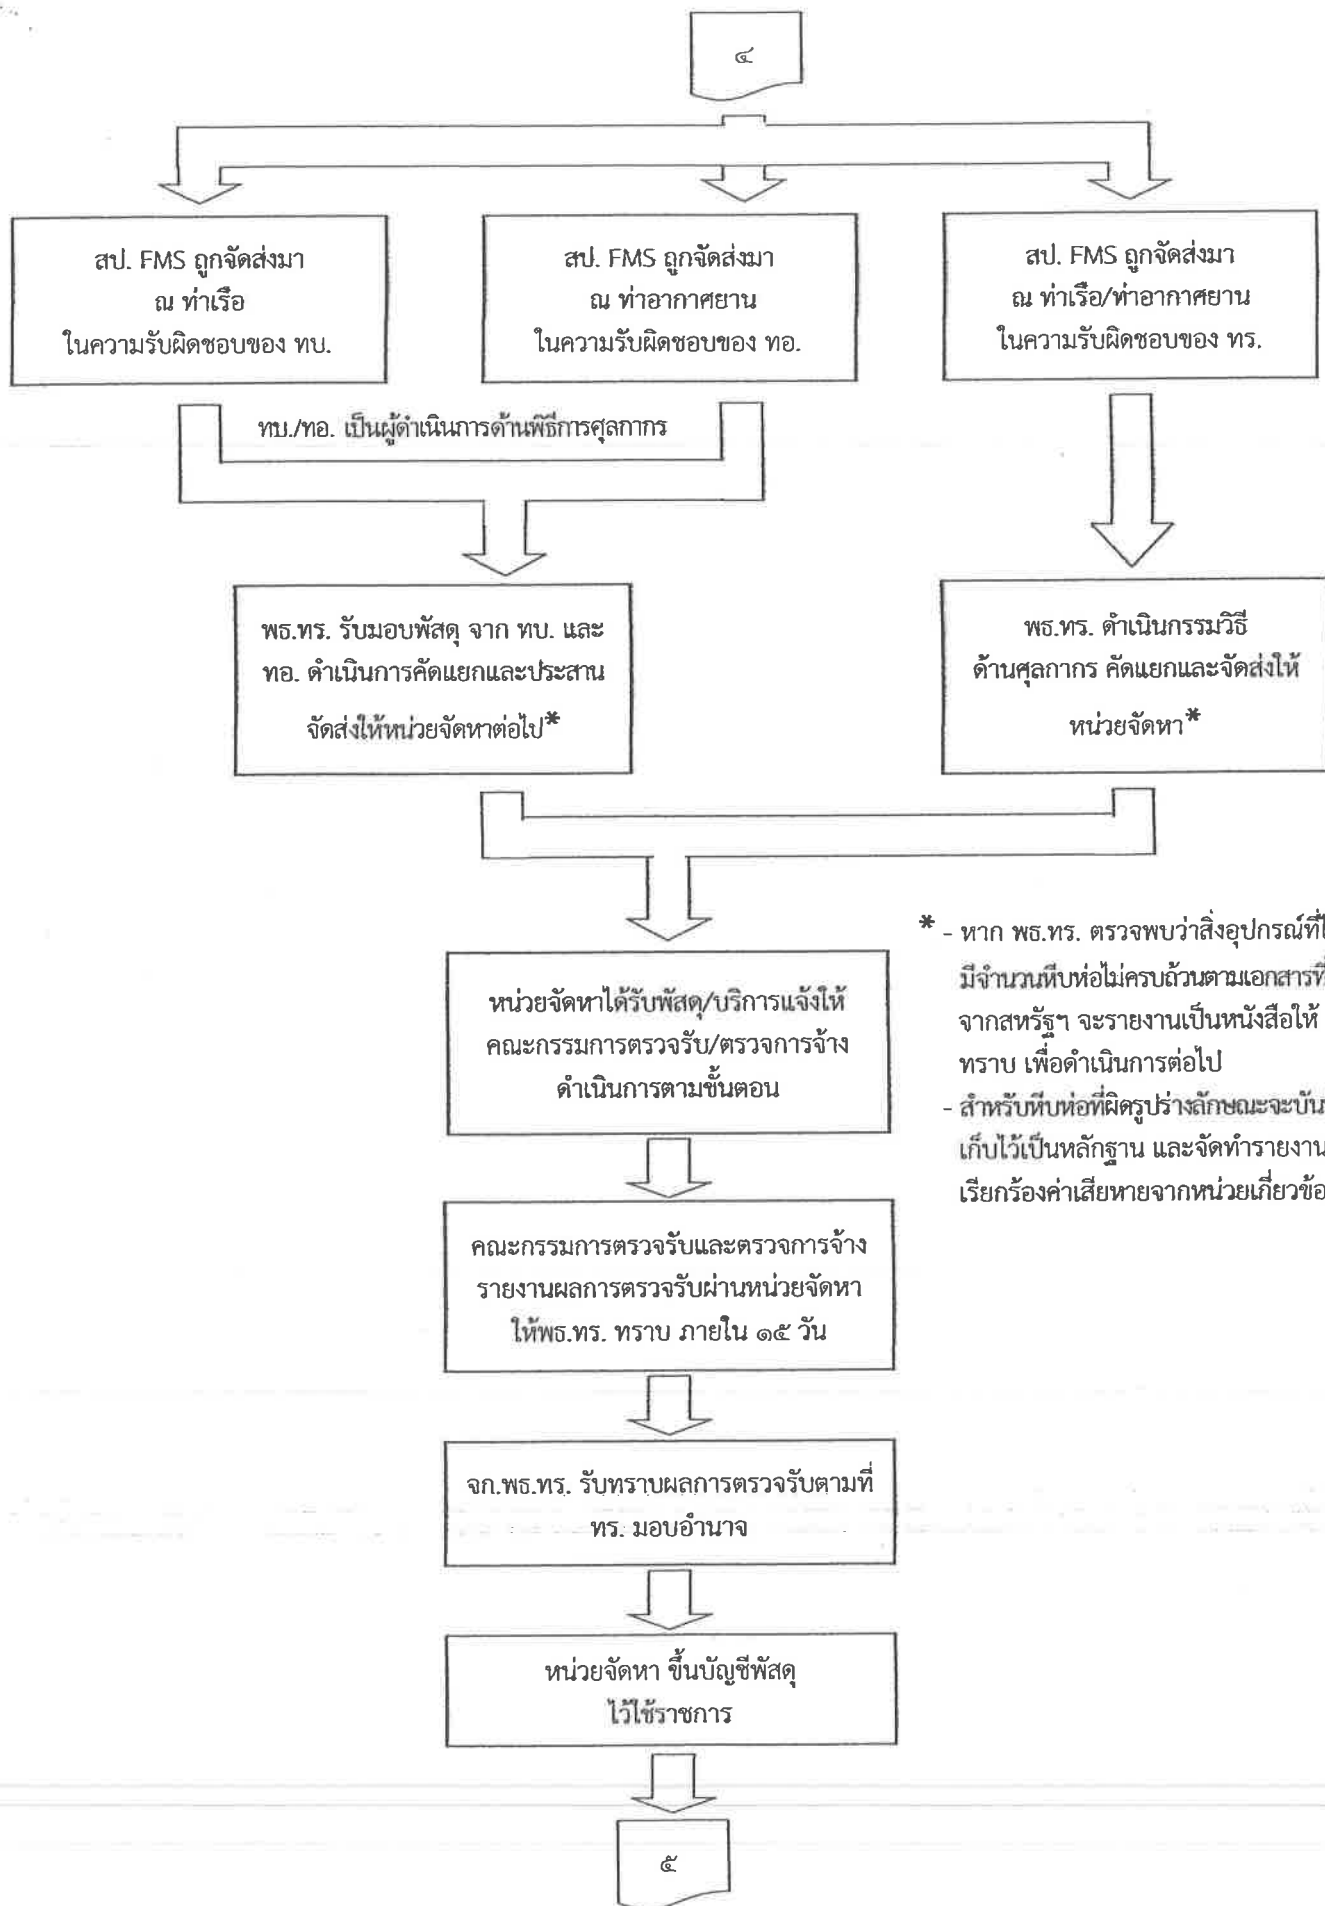 ๔
สป. FMS ถูกจัดส่งมา
ณ ท่าเรือ
ในความรับผิดชอบของ ทบ.
สป. FMS ถูกจัดส่งมา
ณ ท่าอากาศยาน
ในความรับผิดชอบของ ทอ.
สป. FMS ถูกจัดส่งมา
ณ ท่าเรือ/ท่าอากาศยาน
ในความรับผิดชอบของ ทร.
ทบ./ทอ. เป็นผู้ดำเนินการด้านพิธีการศุลกากร
พธ.ทร. รับมอบพัสดุ จาก ทบ. และ
ทอ. ดำเนินการคัดแยกและประสาน
จัดส่งให้หน่วยจัดหาต่อไป*
พธ.ทร. ดำเนินกรรมวิธี
ด้านศุลกากร คัดแยกและจัดส่งให้
หน่วยจัดหา*
หน่วยจัดหาได้รับพัสดุ/บริการแจ้งให้
คณะกรรมการตรวจรับ/ตรวจการจ้าง
ดำเนินการตามขั้นตอน
* - หาก พธ.ทร. ตรวจพบว่าสิ่งอุปกรณ์ที่
มีจำนวนหีบห่อไม่ครบถ้วนตามเอกสารที่
จากสหรัฐฯ จะรายงานเป็นหนังสือให้
ทราบ เพื่อดำเนินการต่อไป
- สำหรับหีบห่อที่ผิดรูปร่างลักษณะจะบัน
เก็บไว้เป็นหลักฐาน และจัดทำรายงาน
เรียกร้องค่าเสียหายจากหน่วยเกี่ยวข้อ
คณะกรรมการตรวจรับและตรวจการจ้าง
รายงานผลการตรวจรับผ่านหน่วยจัดหา
ให้พธ.ทร. ทราบ ภายใน ๑๕ วัน
จก.พธ.ทร. รับทราบผลการตรวจรับตามที่
ทร. มอบอำนาจ
หน่วยจัดหา ขึ้นบัญชีพัสดุ
ไว้ใช้ราชการ
๕